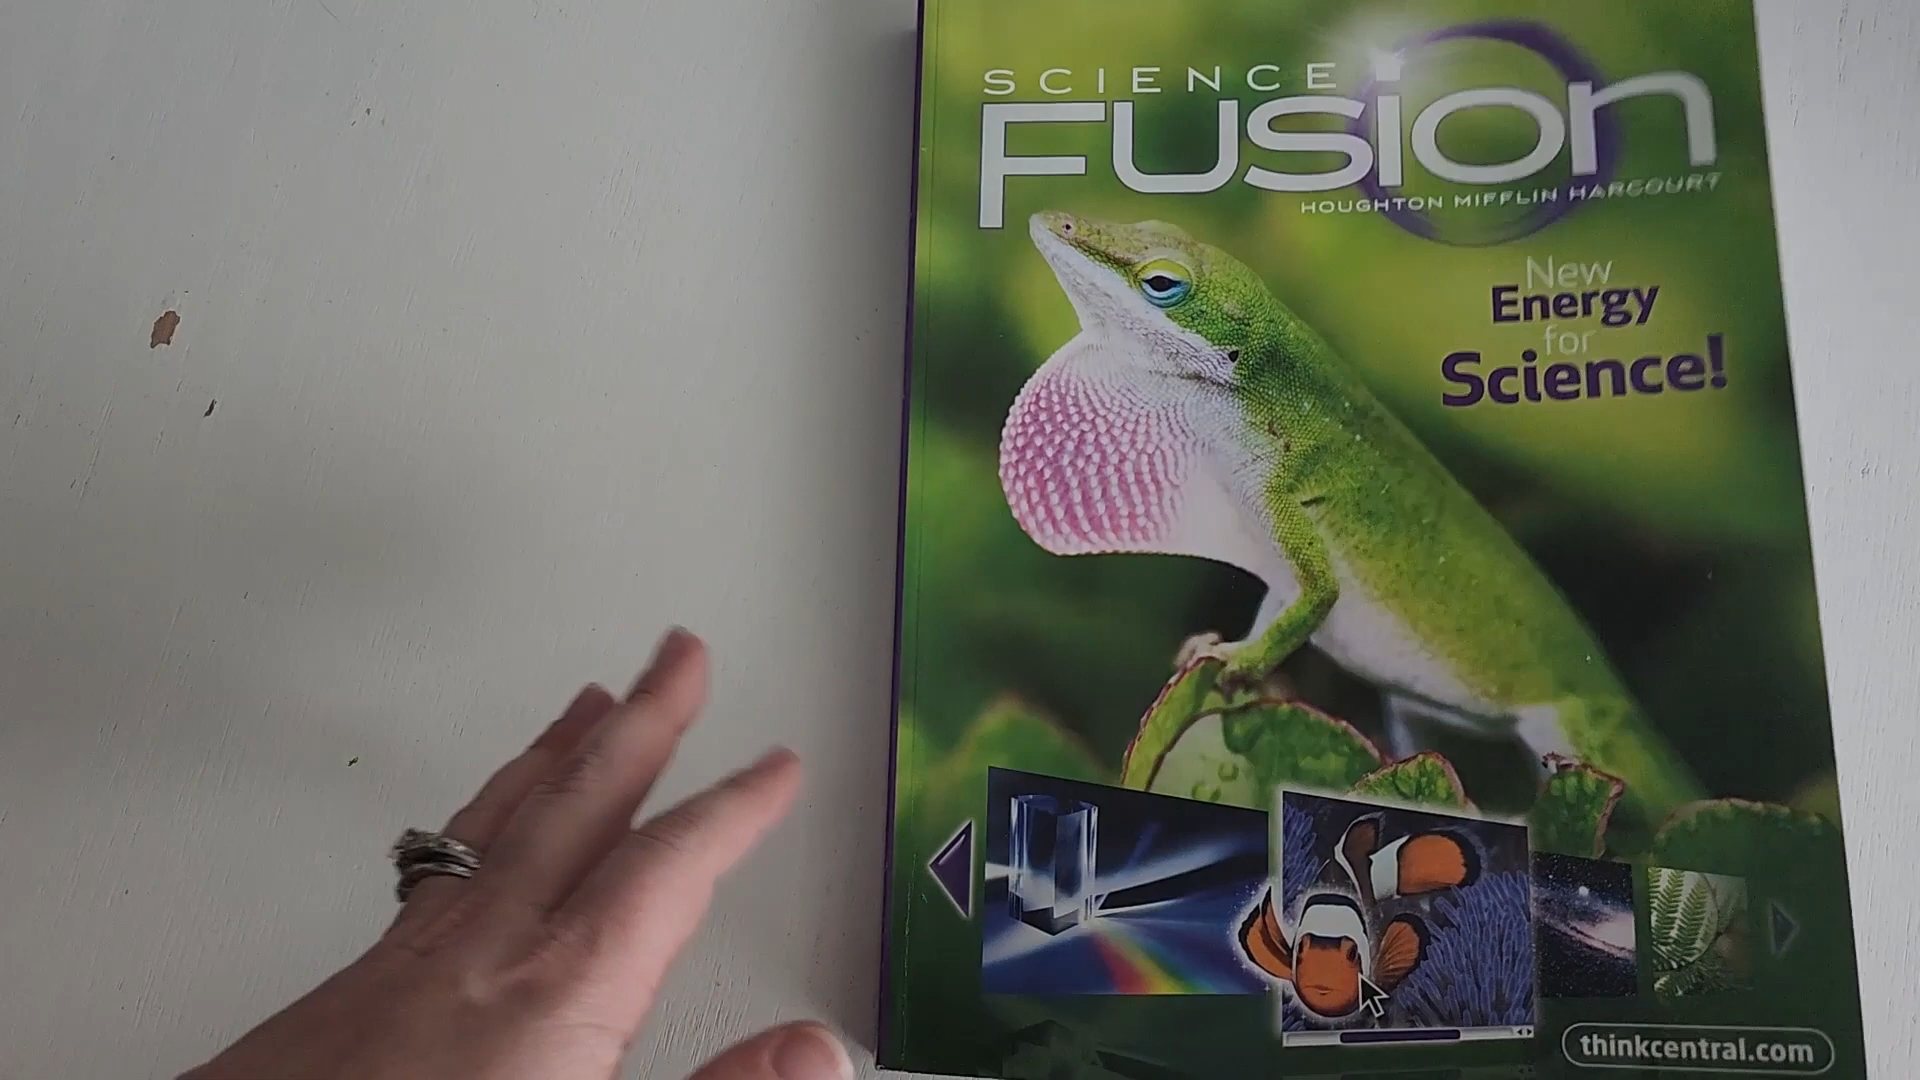 SCIENCE
FUSION
HOUGHTON MIFFLIN HARCOURT
New
Energy
for
Science!
thinkcentral.com